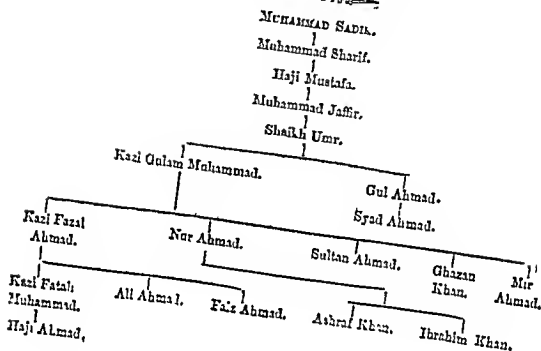 MUHAMMAD SADIK.
Muhammad Sharif.
Haji Mustafa.
Muhammad Jaffir.
Shaikh Umr.
Kazi Gulam Muhammad.
Gul Ahmad.
Syad Ahmad.
Kazi Fazal
Ahmad.
Nur Ahmad.
Sultan Ahmad.
Ghazan
Khan.
Mir
Ahmad.
Kazi Fatah
Muhammad.
Ali Ahmad.
Faiz Ahmad.
Ashraf Khan.
Ibrahim Khan.
Haji Ahmad.